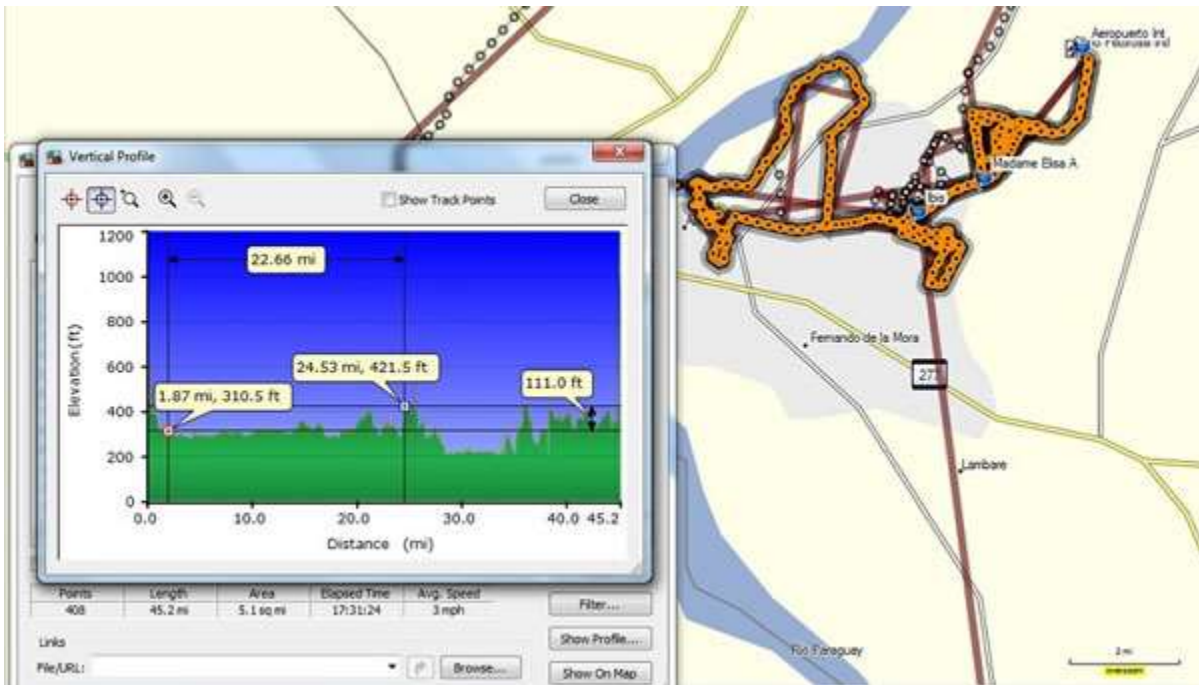 Vertical Profile
Show Track Points
Close
1200
1000
800
600
400
200
0
Elevation(ft)
22.66 mi
24.53 mi, 421.5 ft
1.87 mi, 310.5 ft
111.0 ft
0.0 10.0 20.0 30.0 40.0 45.2
Distance (mi)
Points Length Area Elapsed Time Avg. Speed
408 45.2 mi 5.1 sq mi 17:31:24 3 mph
Filter...
Links
Show Profile...
File/URL:
Browse...
Show On Map
Aeropuerto Int
Madame Elisa A
Ibis
Fernando de la Mora
27
Lambare
Rio Paraguay
2 mi
overzoom